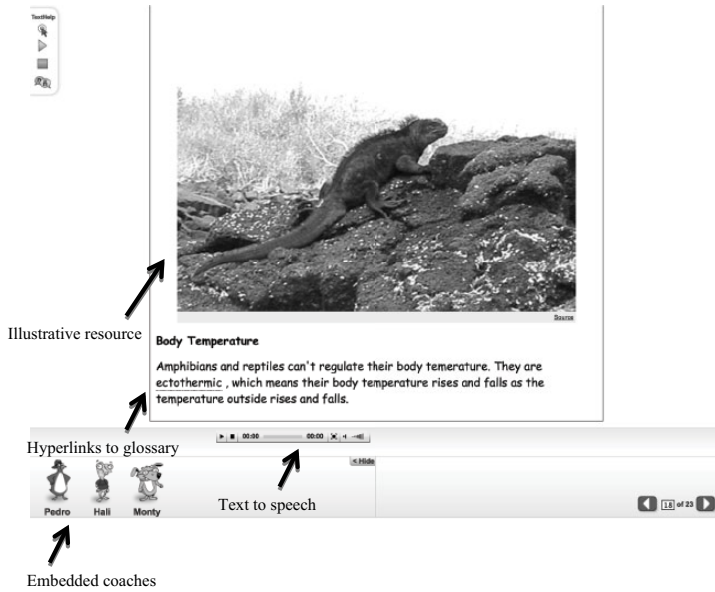 TextHelp
Source
Illustrative resource
Body Temperature
Amphibians and reptiles can't regulate their body temerature. They are
ectothermic , which means their body temperature rises and falls as the
temperature outside rises and falls.
Hyperlinks to glossary
00:00 00:00
< Hide
Text to speech
Pedro Hali Monty
18 of 23
Embedded coaches